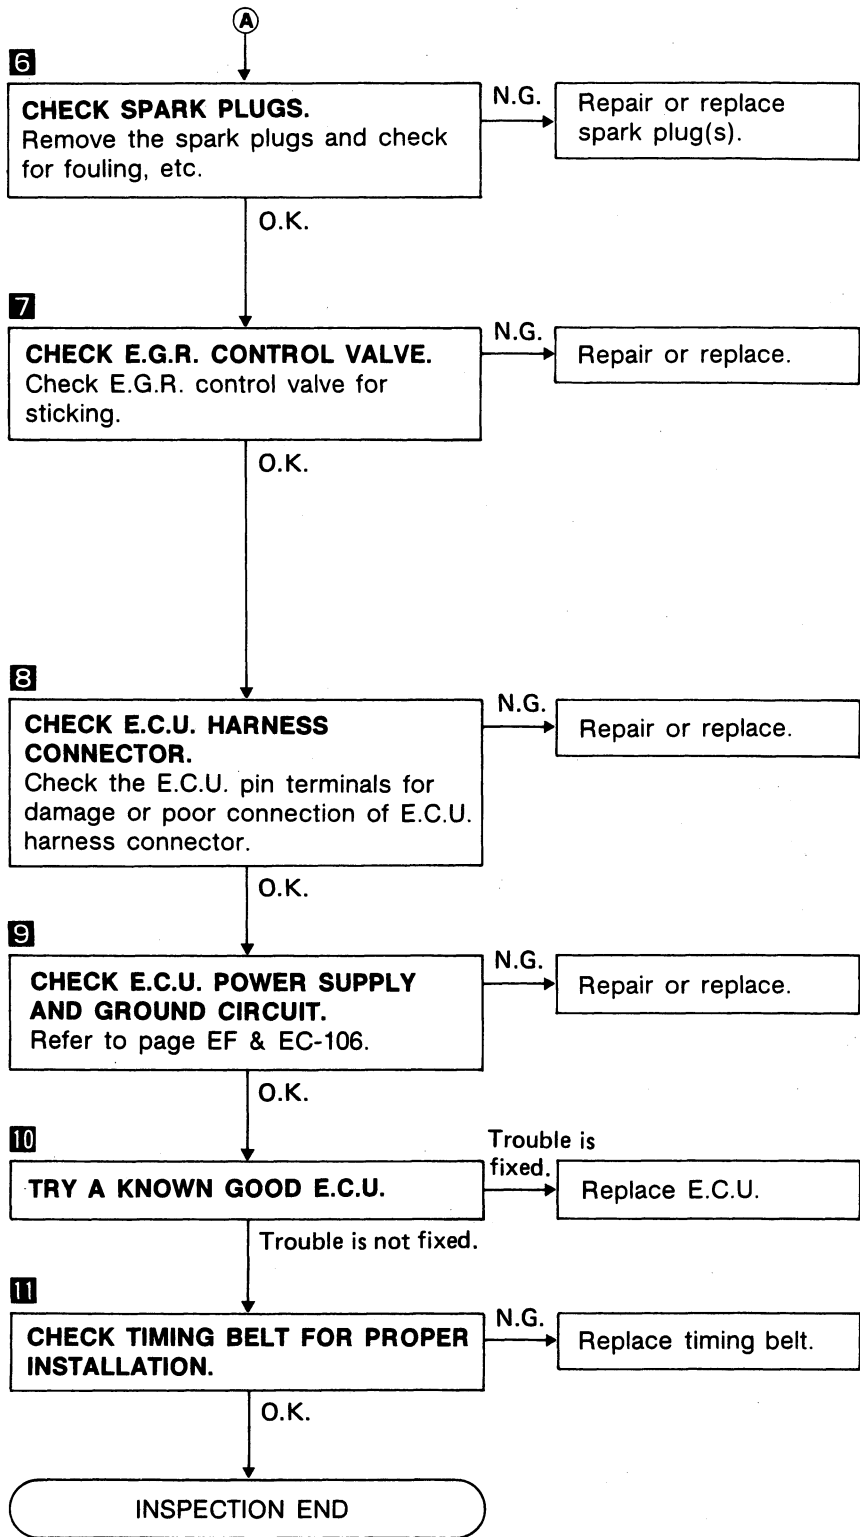 A
6
CHECK SPARK PLUGS.
Remove the spark plugs and check
for fouling, etc.
N.G.
Repair or replace
spark plug(s).
O.K.
7
CHECK E.G.R. CONTROL VALVE.
Check E.G.R. control valve for
sticking.
N.G.
Repair or replace.
O.K.
8
CHECK E.C.U. HARNESS
CONNECTOR.
Check the E.C.U. pin terminals for
damage or poor connection of E.C.U.
harness connector.
N.G.
Repair or replace.
O.K.
9
CHECK E.C.U. POWER SUPPLY
AND GROUND CIRCUIT.
Refer to page EF & EC-106.
N.G.
Repair or replace.
O.K.
10
TRY A KNOWN GOOD E.C.U.
Trouble is
fixed.
Replace E.C.U.
Trouble is not fixed.
11
CHECK TIMING BELT FOR PROPER
INSTALLATION.
N.G.
Replace timing belt.
O.K.
INSPECTION END